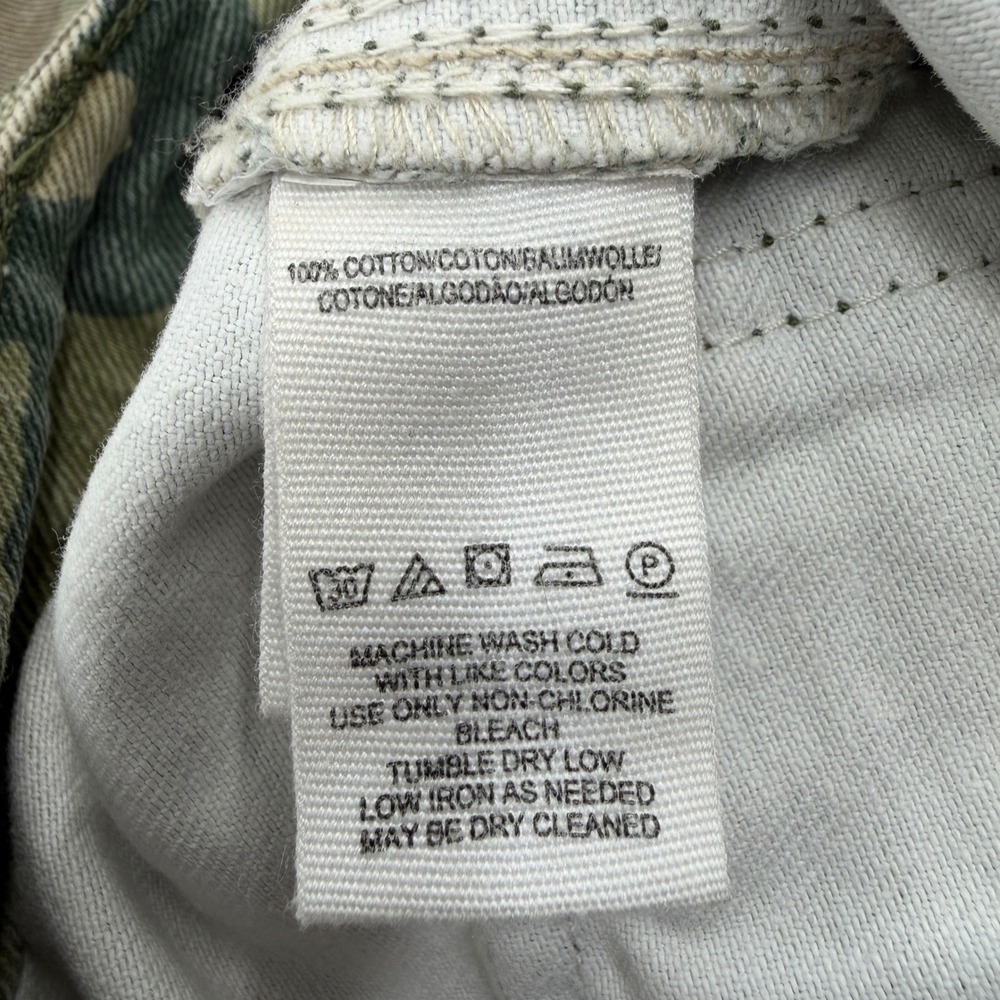 100% COTTON/COTON/BAUMWOLLE/
COTONE/ALGODÃO/ALGODÓN
30 P
MACHINE WASH COLD
WITH LIKE COLORS
USE ONLY NON-CHLORINE
BLEACH
TUMBLE DRY LOW
LOW IRON AS NEEDED
MAY BE DRY CLEANED